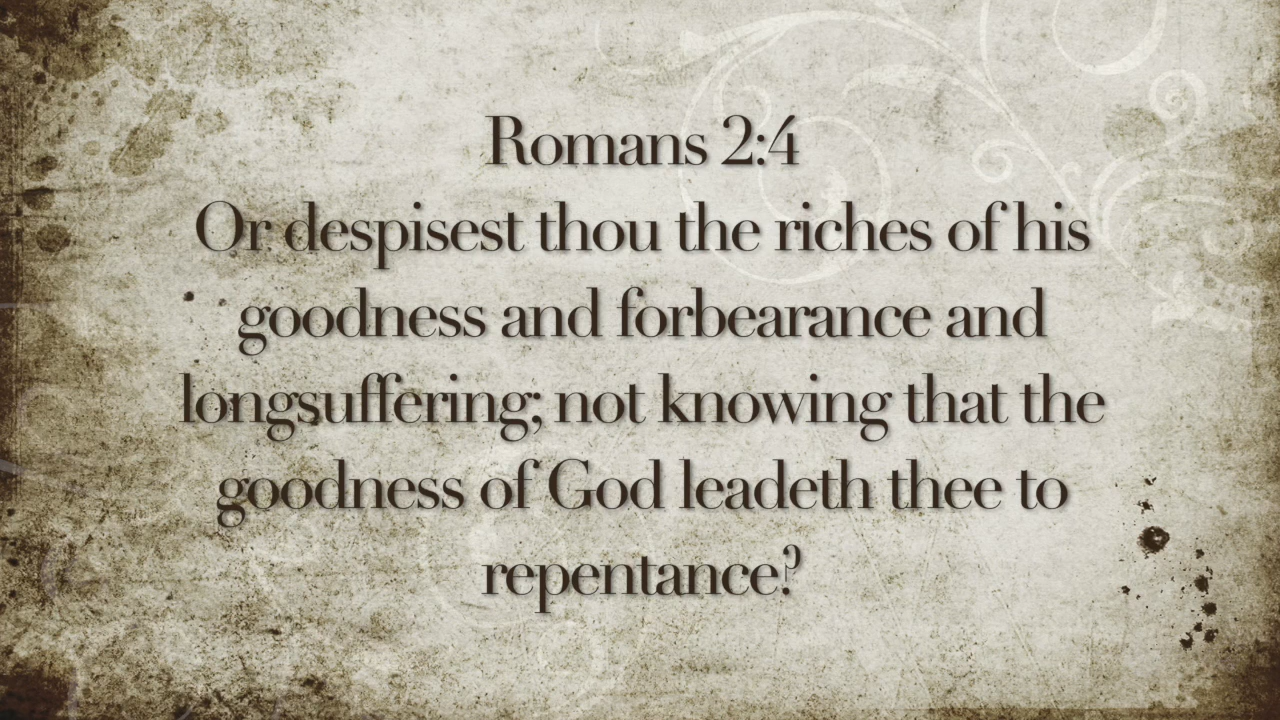 Romans 2:4
Or despisest thou the riches of his
goodness and forbearance and
longsuffering; not knowing that the
goodness of God leadeth thee to
repentance?